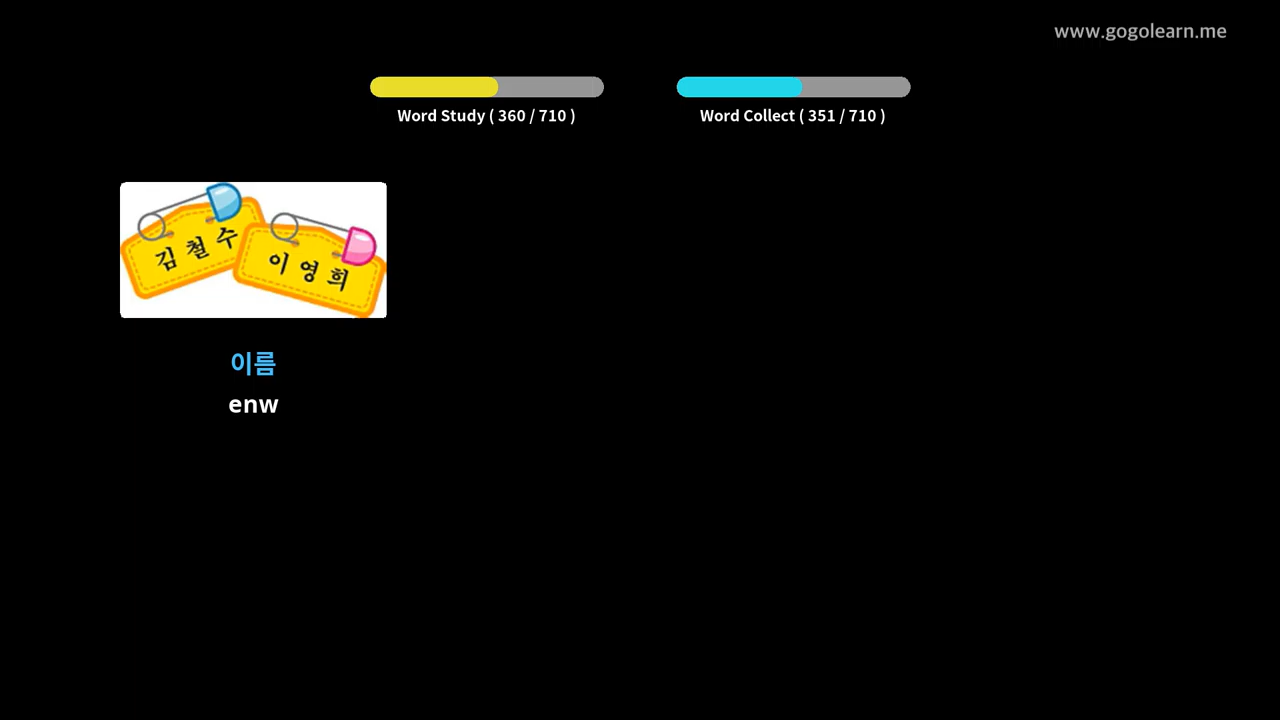 www.gogolearn.me
Word Study ( 360 / 710 )
Word Collect ( 351 / 710 )
김철수
이영희
이름
enw